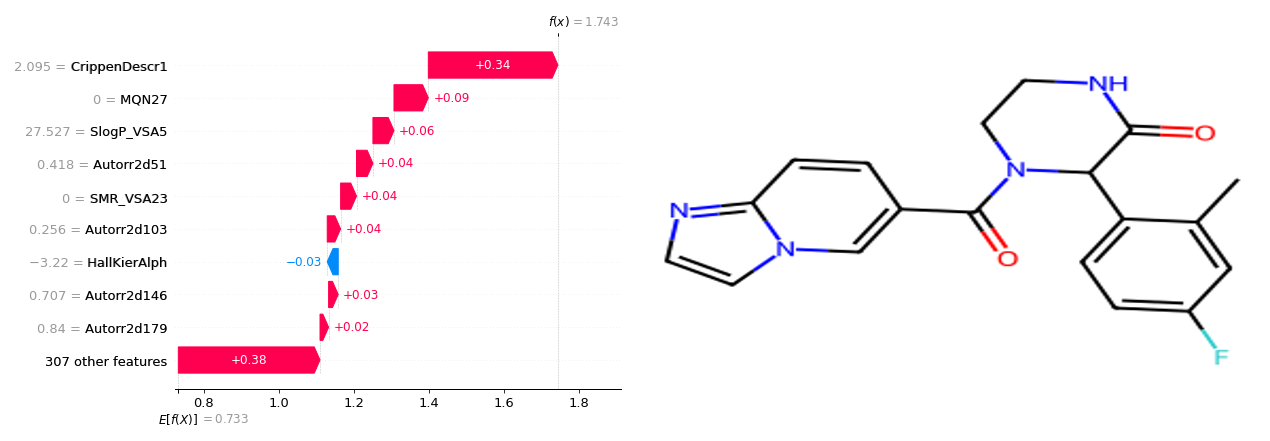 f(x) = 1.743
2.095 = CrippenDescr1
+0.34
0 = MQN27
+0.09
27.527 = SlogP_VSA5
+0.06
0.418 = Autorr2d51
+0.04
0 = SMR_VSA23
+0.04
0.256 = Autorr2d103
+0.04
−3.22 = HallKierAlph
−0.03
0.707 = Autorr2d146
+0.03
0.84 = Autorr2d179
+0.02
307 other features
+0.38
0.8 1.0 1.2 1.4 1.6 1.8
E[f(X)] = 0.733
NH
O
N
N
N
O
F